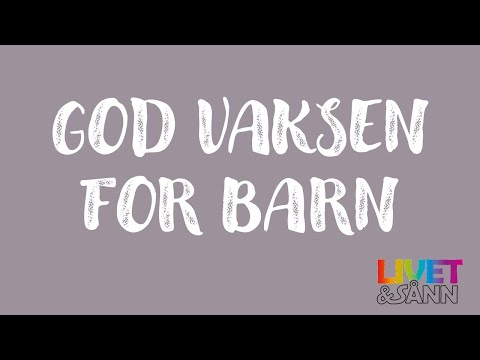 GOD VAKSEN
FOR BARN
LIVET
&SÅNN